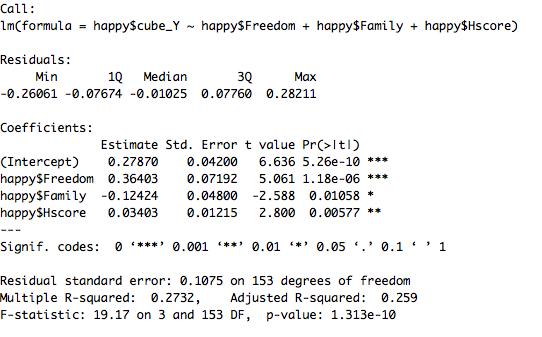 Call:
lm(formula = happy$cube_Y ~ happy$Freedom + happy$Family + happy$Hscore)
Residuals:
Min 1Q Median 3Q Max
-0.26061 -0.07674 -0.01025 0.07760 0.28211
Coefficients:
Estimate Std. Error t value Pr(>|t|)
(Intercept) 0.27870 0.04200 6.636 5.26e-10 ***
happy$Freedom 0.36403 0.07192 5.061 1.18e-06 ***
happy$Family -0.12424 0.04800 -2.588 0.01058 *
happy$Hscore 0.03403 0.01215 2.800 0.00577 **
---
Signif. codes: 0 ‘***’ 0.001 ‘**’ 0.01 ‘*’ 0.05 ‘.’ 0.1 ‘ ’ 1
Residual standard error: 0.1075 on 153 degrees of freedom
Multiple R-squared: 0.2732, Adjusted R-squared: 0.259
F-statistic: 19.17 on 3 and 153 DF, p-value: 1.313e-10